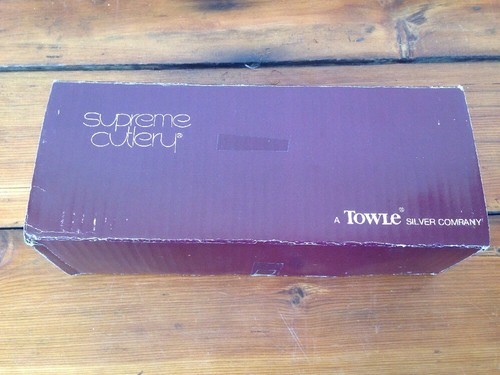 supreme
cutlery®
A TOWLE® SILVER COMPANY